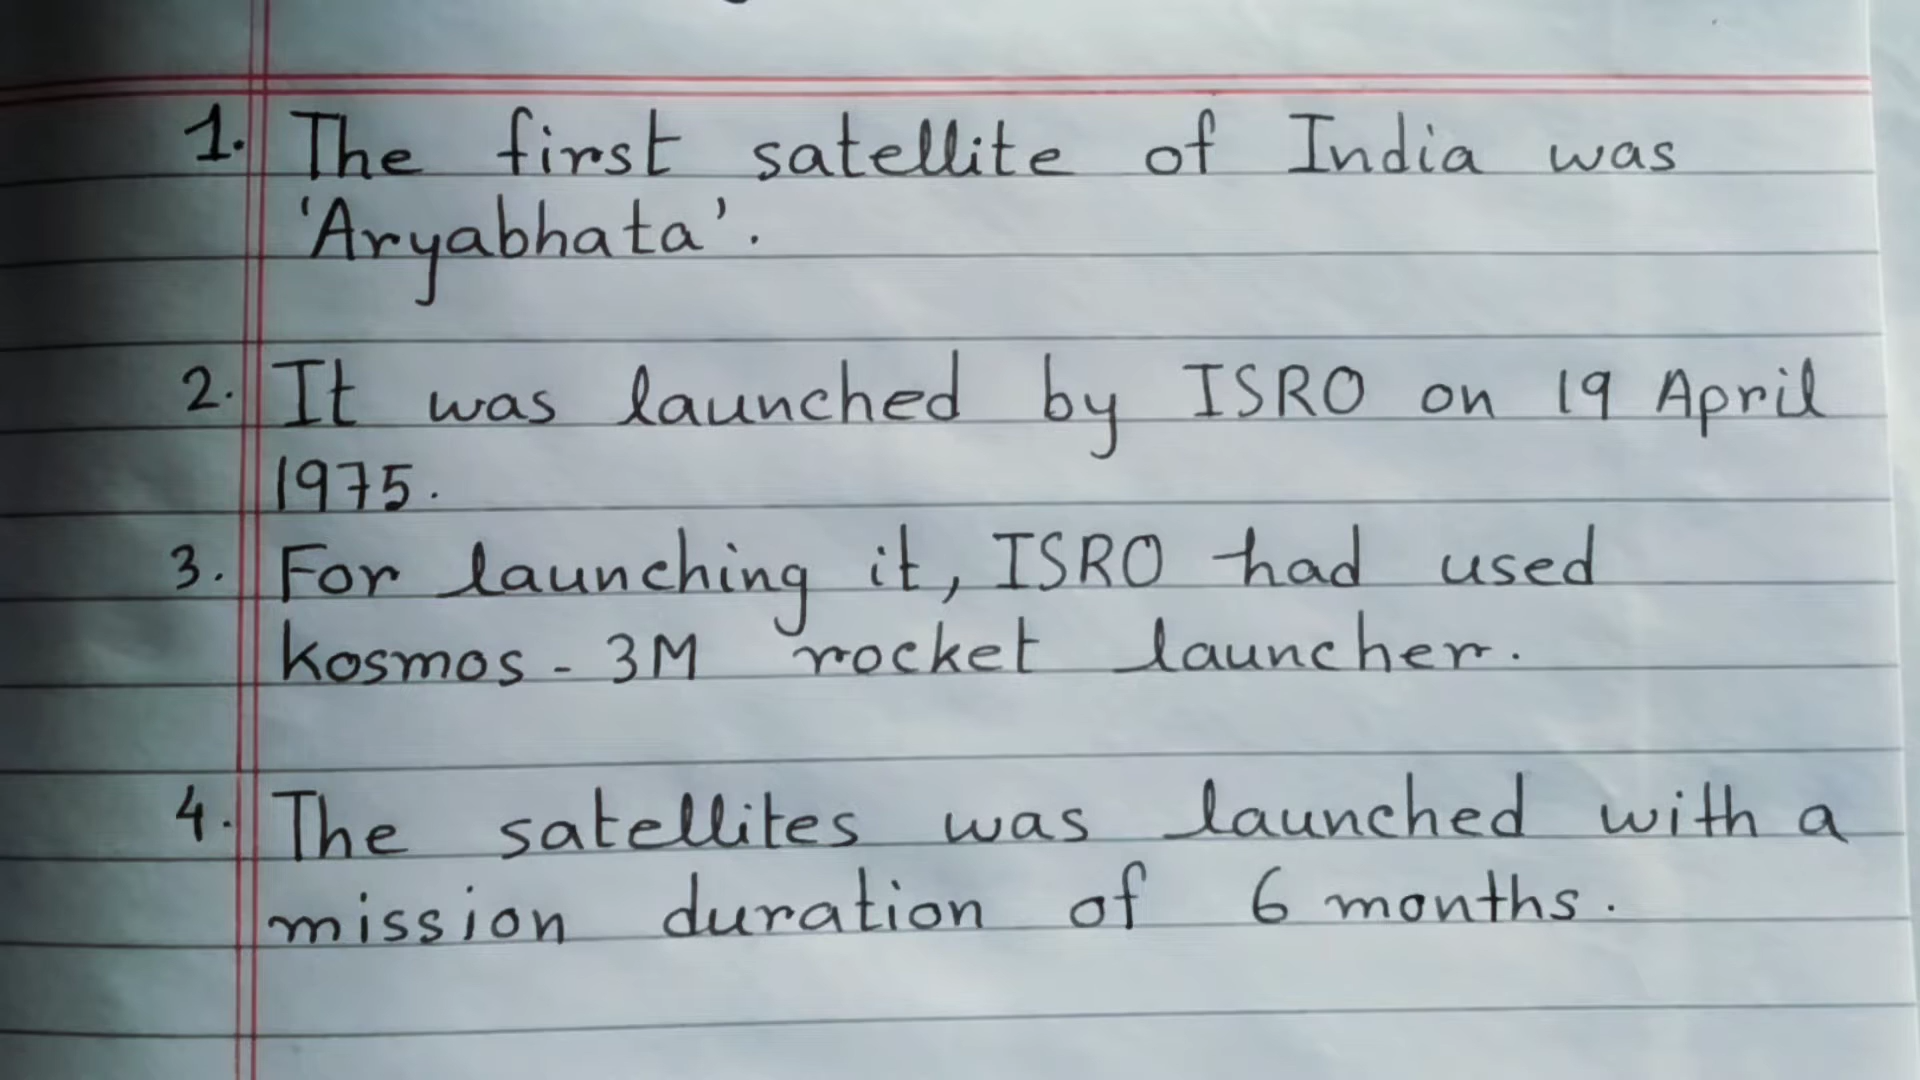 1. The first satellite of India was
'Aryabhata'.
2. It was launched by ISRO on 19 April
1975.
3. For launching it, ISRO had used
kosmos - 3M rocket launcher.
4. The satellites was launched with a
mission duration of 6 months.